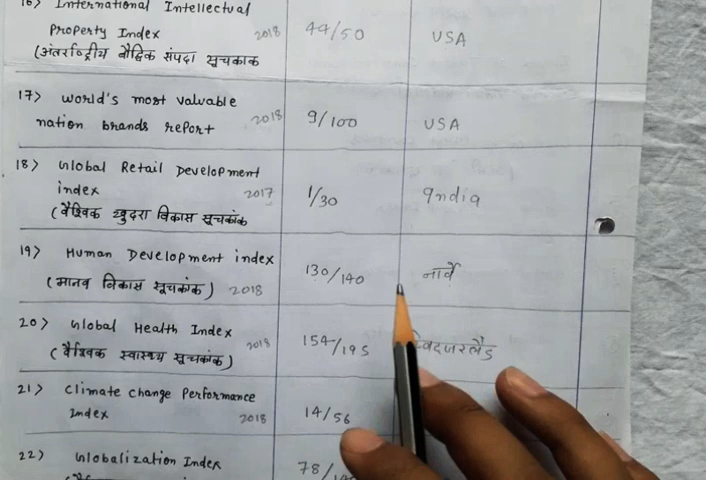 16> International Intellectual
Property Index 2018 44/50 USA
(अंतर्राष्ट्रीय बौद्धिक संपदा सूचकाक
17> World's most valuable
nation brands report 2018 9/100 USA
18> Global Retail Development
index 2017 1/30 India
(वैश्विक खुदरा विकास सूचकांक
19> Human Development index 130/140 नार्वे
(मानव विकास सूचकांक) 2018
20> Global Health Index 2018 154/195
(वैश्विक स्वास्थ्य सूचकांक)
21> Climate change Performance
Index 2018 14/56
22> Globalization Index 78/